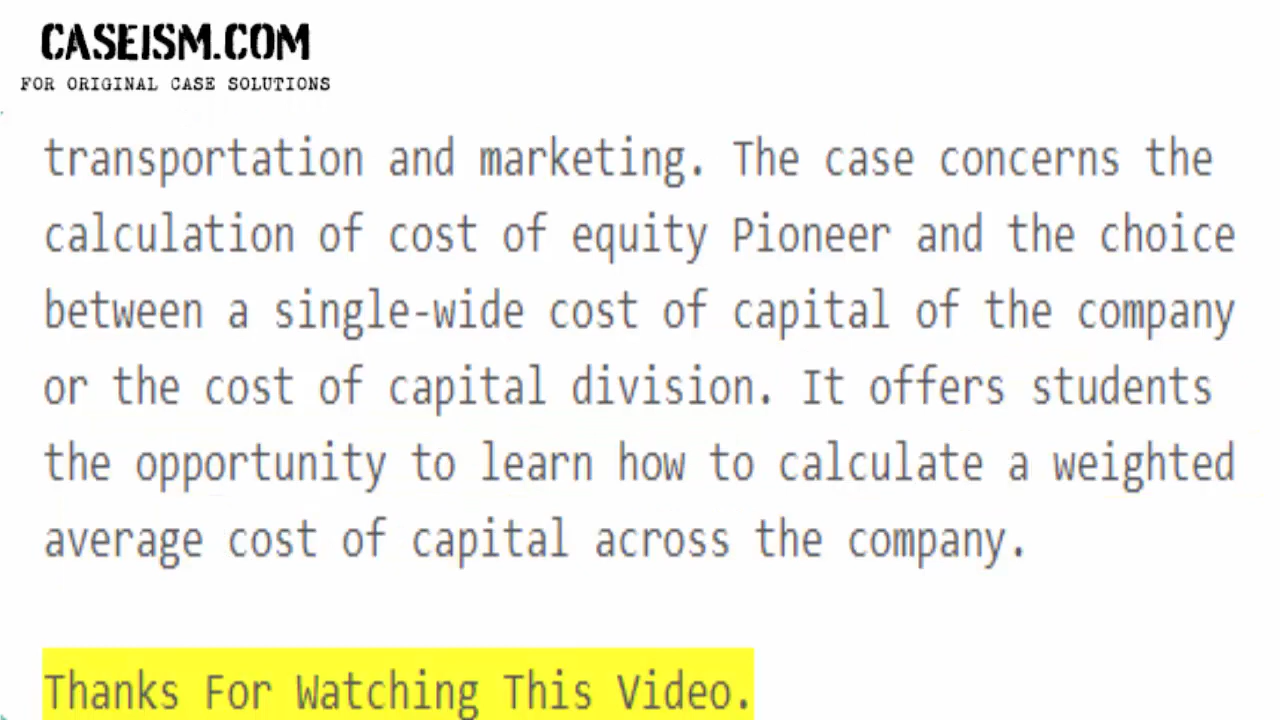 CASEISM.COM
FOR ORIGINAL CASE SOLUTIONS
transportation and marketing. The case concerns the
calculation of cost of equity Pioneer and the choice
between a single-wide cost of capital of the company
or the cost of capital division. It offers students
the opportunity to learn how to calculate a weighted
average cost of capital across the company.
Thanks For Watching This Video.